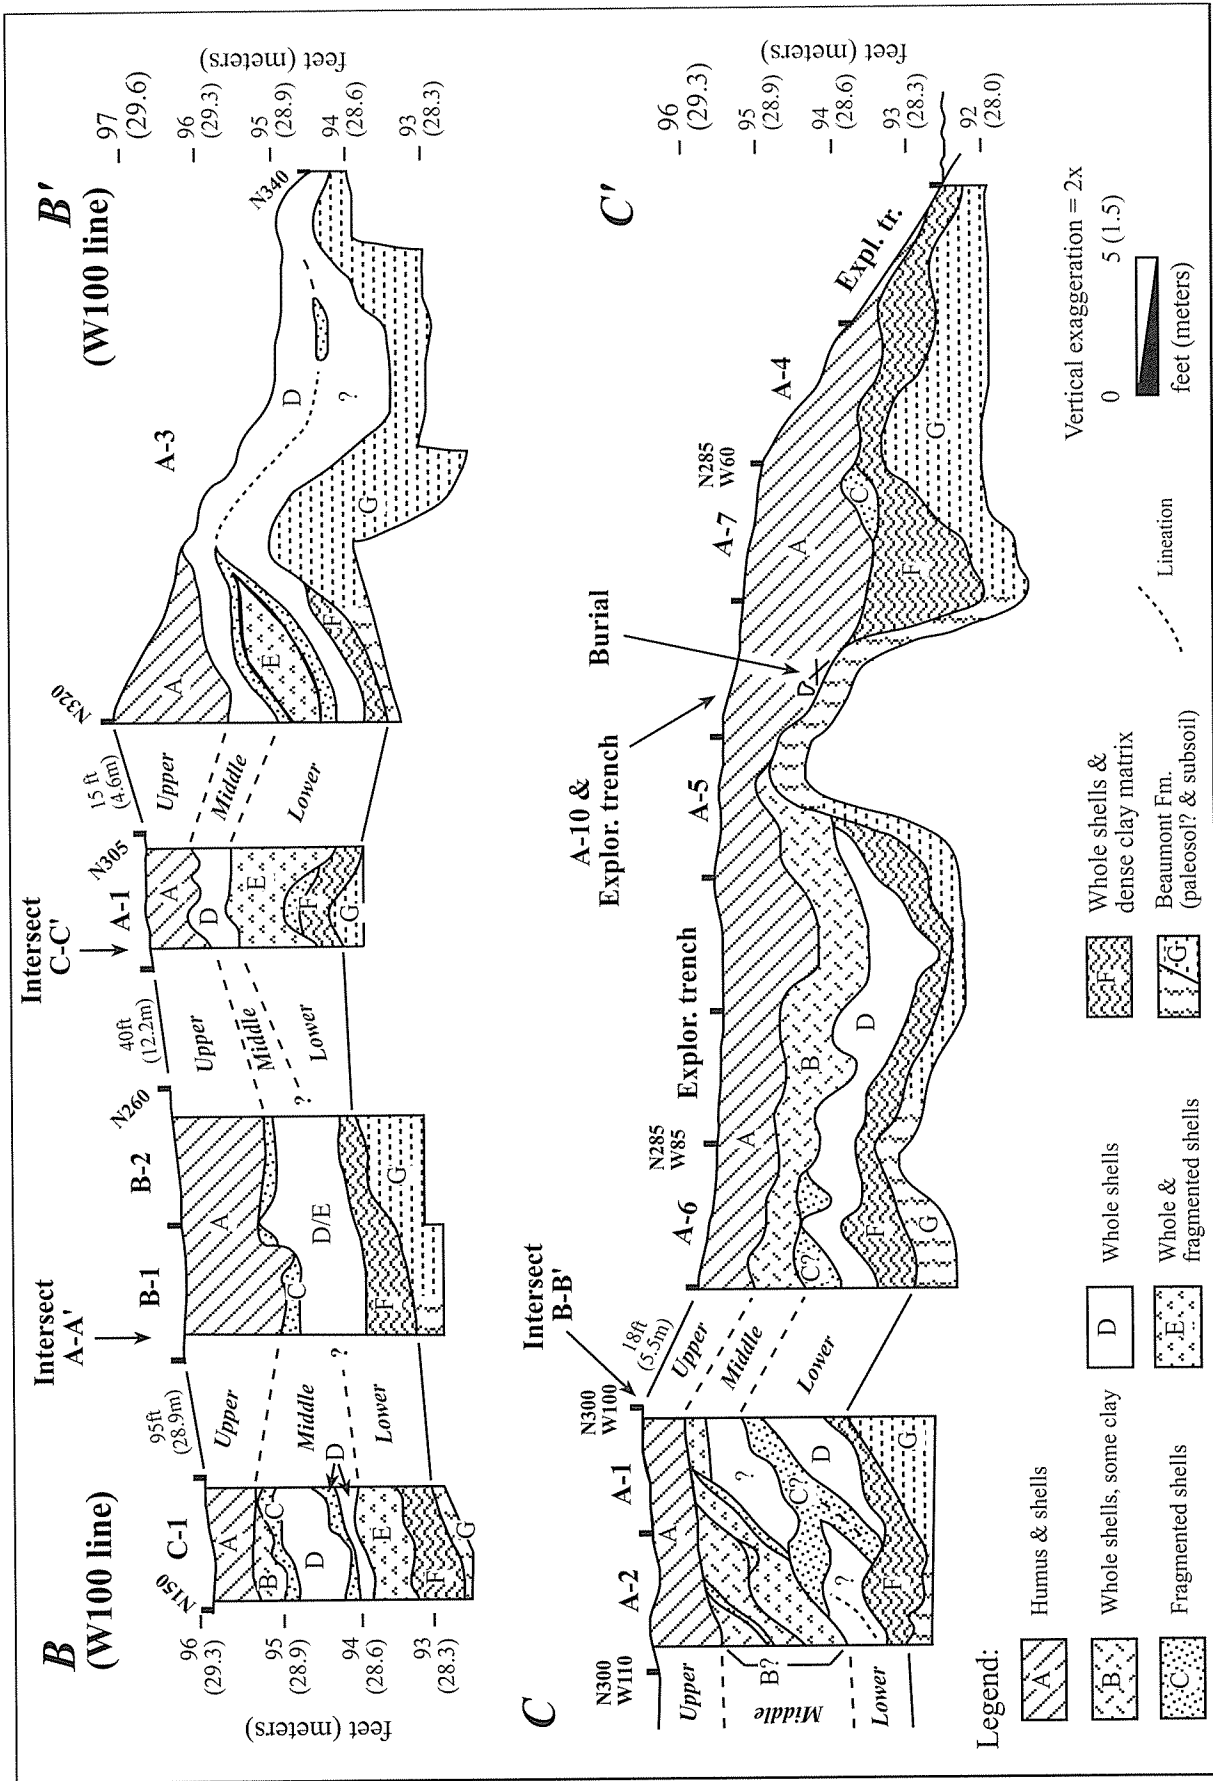 B
(W100 line)
B'
(W100 line)
Intersect
A-A'
Intersect
C-C'
N150
C-1
95ft
(28.9m)
B-1
B-2
N260
40ft
(12.2m)
A-1
N305
15 ft
(4.6m)
N320
A-3
N340
96
(29.3)
95
(28.9)
94
(28.6)
93
(28.3)
feet (meters)
97
(29.6)
96
(29.3)
95
(28.9)
94
(28.6)
93
(28.3)
feet (meters)
A
B
C
D
D
E
F
G
Upper
Middle
Lower
?
A
C
D/E
F
G
Upper
Middle
Lower
?
A
D
E
F
G
Upper
Middle
Lower
A
E
F
D
?
G
C
C'
N300
W110
A-2
A-1
N300
W100
Intersect
B-B'
18ft
(5.5m)
A-6
N285
W85
Explor. trench
A-5
A-10 &
Explor. trench
Burial
A-7
N285
W60
A-4
Expl. tr.
96
(29.3)
95
(28.9)
94
(28.6)
93
(28.3)
92
(28.0)
feet (meters)
Upper
B?
Middle
Lower
A
?
C?
D
?
F
G
Upper
Middle
Lower
A
B
C?
D
F
G
A
C
F
G
Vertical exaggeration = 2x
0
5 (1.5)
feet (meters)
Legend:
A
Humus & shells
B
Whole shells, some clay
C
Fragmented shells
D
Whole shells
E
Whole &
fragmented shells
F
Whole shells &
dense clay matrix
G
Beaumont Fm.
(paleosol? & subsoil)
Lineation